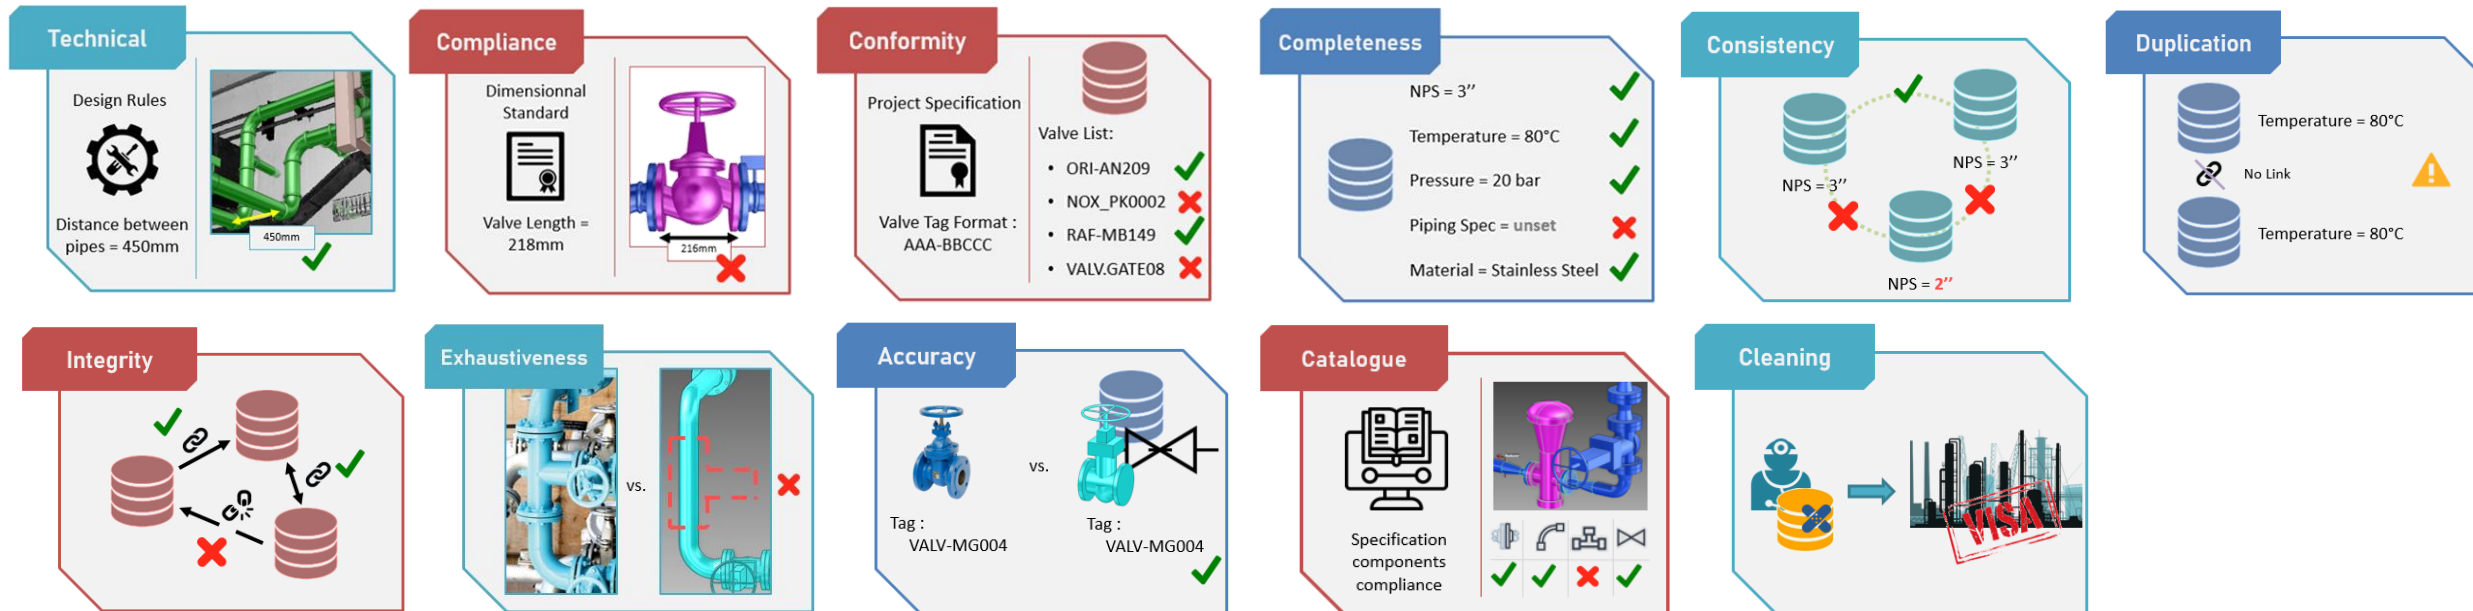 Technical
Design Rules
Distance between
pipes = 450mm
450mm
Compliance
Dimensionnal
Standard
Valve Length =
218mm
216mm
Conformity
Project Specification
Valve Tag Format :
AAA-BBCCC
Valve List:
• ORI-AN209
• NOX_PK0002
• RAF-MB149
• VALV.GATE08
Completeness
NPS = 3’’
Temperature = 80°C
Pressure = 20 bar
Piping Spec = unset
Material = Stainless Steel
Consistency
NPS = 3’’
NPS = 3’’
NPS = 2’’
Duplication
Temperature = 80°C
No Link
Temperature = 80°C
Integrity
Exhaustiveness
vs.
Accuracy
vs.
Tag :
VALV-MG004
Tag :
VALV-MG004
Catalogue
Specification
components
compliance
Cleaning
VISA